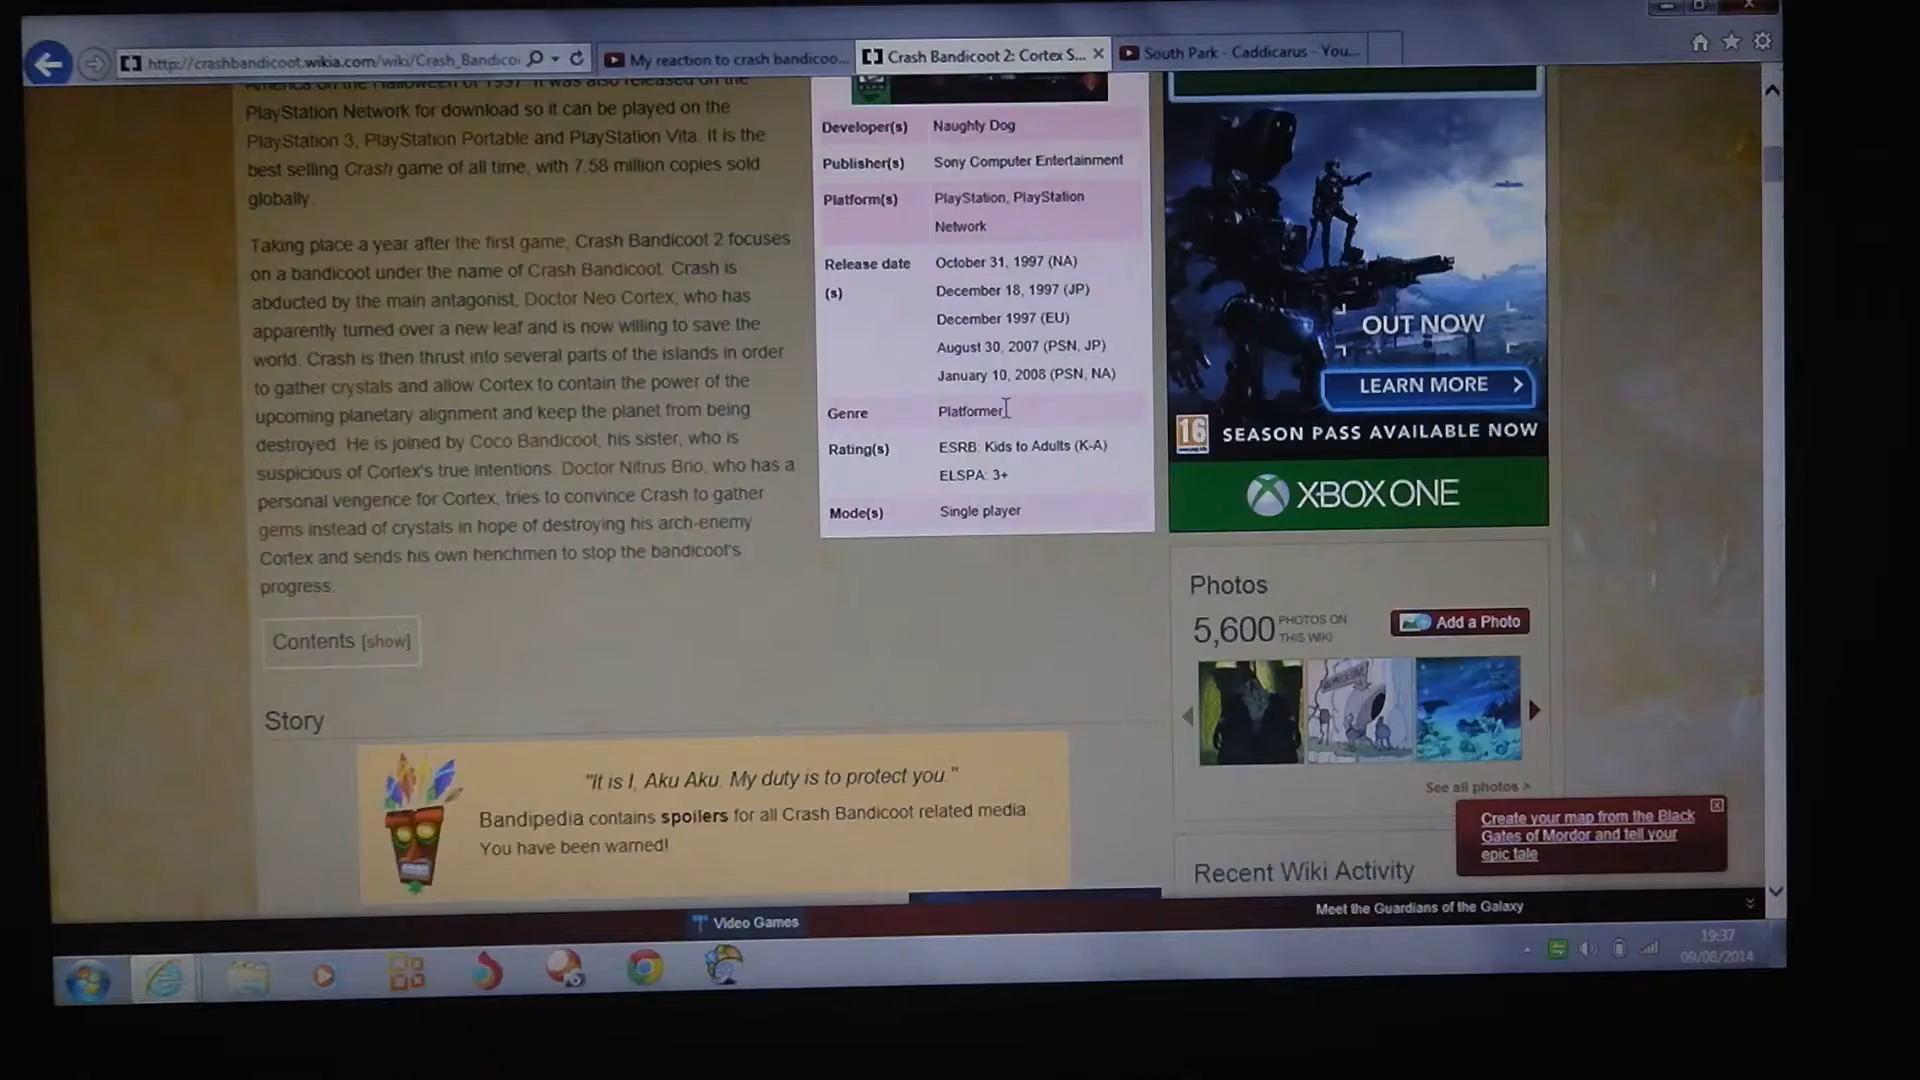 http://crashbandicoot.wikia.com/wiki/Crash_Bandicoo
My reaction to crash bandicoo...
Crash Bandicoot 2: Cortex S...
South Park - Caddicarus - You...
America on the Halloween of 1997. It was also released on the
PlayStation Network for download so it can be played on the
PlayStation 3, PlayStation Portable and PlayStation Vita. It is the
best selling Crash game of all time, with 7.58 million copies sold
globally.
Taking place a year after the first game, Crash Bandicoot 2 focuses
on a bandicoot under the name of Crash Bandicoot. Crash is
abducted by the main antagonist, Doctor Neo Cortex, who has
apparently turned over a new leaf and is now willing to save the
world. Crash is then thrust into several parts of the islands in order
to gather crystals and allow Cortex to contain the power of the
upcoming planetary alignment and keep the planet from being
destroyed. He is joined by Coco Bandicoot, his sister, who is
suspicious of Cortex's true intentions. Doctor Nitrus Brio, who has a
personal vengence for Cortex, tries to convince Crash to gather
gems instead of crystals in hope of destroying his arch-enemy
Cortex and sends his own henchmen to stop the bandicoot's
progress.
Contents [show]
Story
"It is I, Aku Aku. My duty is to protect you."
Bandipedia contains spoilers for all Crash Bandicoot related media.
You have been warned!
Developer(s) Naughty Dog
Publisher(s) Sony Computer Entertainment
Platform(s) PlayStation, PlayStation
Network
Release date
(s)
October 31, 1997 (NA)
December 18, 1997 (JP)
December 1997 (EU)
August 30, 2007 (PSN, JP)
January 10, 2008 (PSN, NA)
Genre Platformer
Rating(s) ESRB: Kids to Adults (K-A)
ELSPA: 3+
Mode(s) Single player
OUT NOW
LEARN MORE
16
SEASON PASS AVAILABLE NOW
XBOX ONE
Photos
5,600 PHOTOS ON
THIS WIKI
Add a Photo
See all photos >
Create your map from the Black
Gates of Mordor and tell your
epic tale
Recent Wiki Activity
Video Games
Meet the Guardians of the Galaxy
19:37
09/08/2014